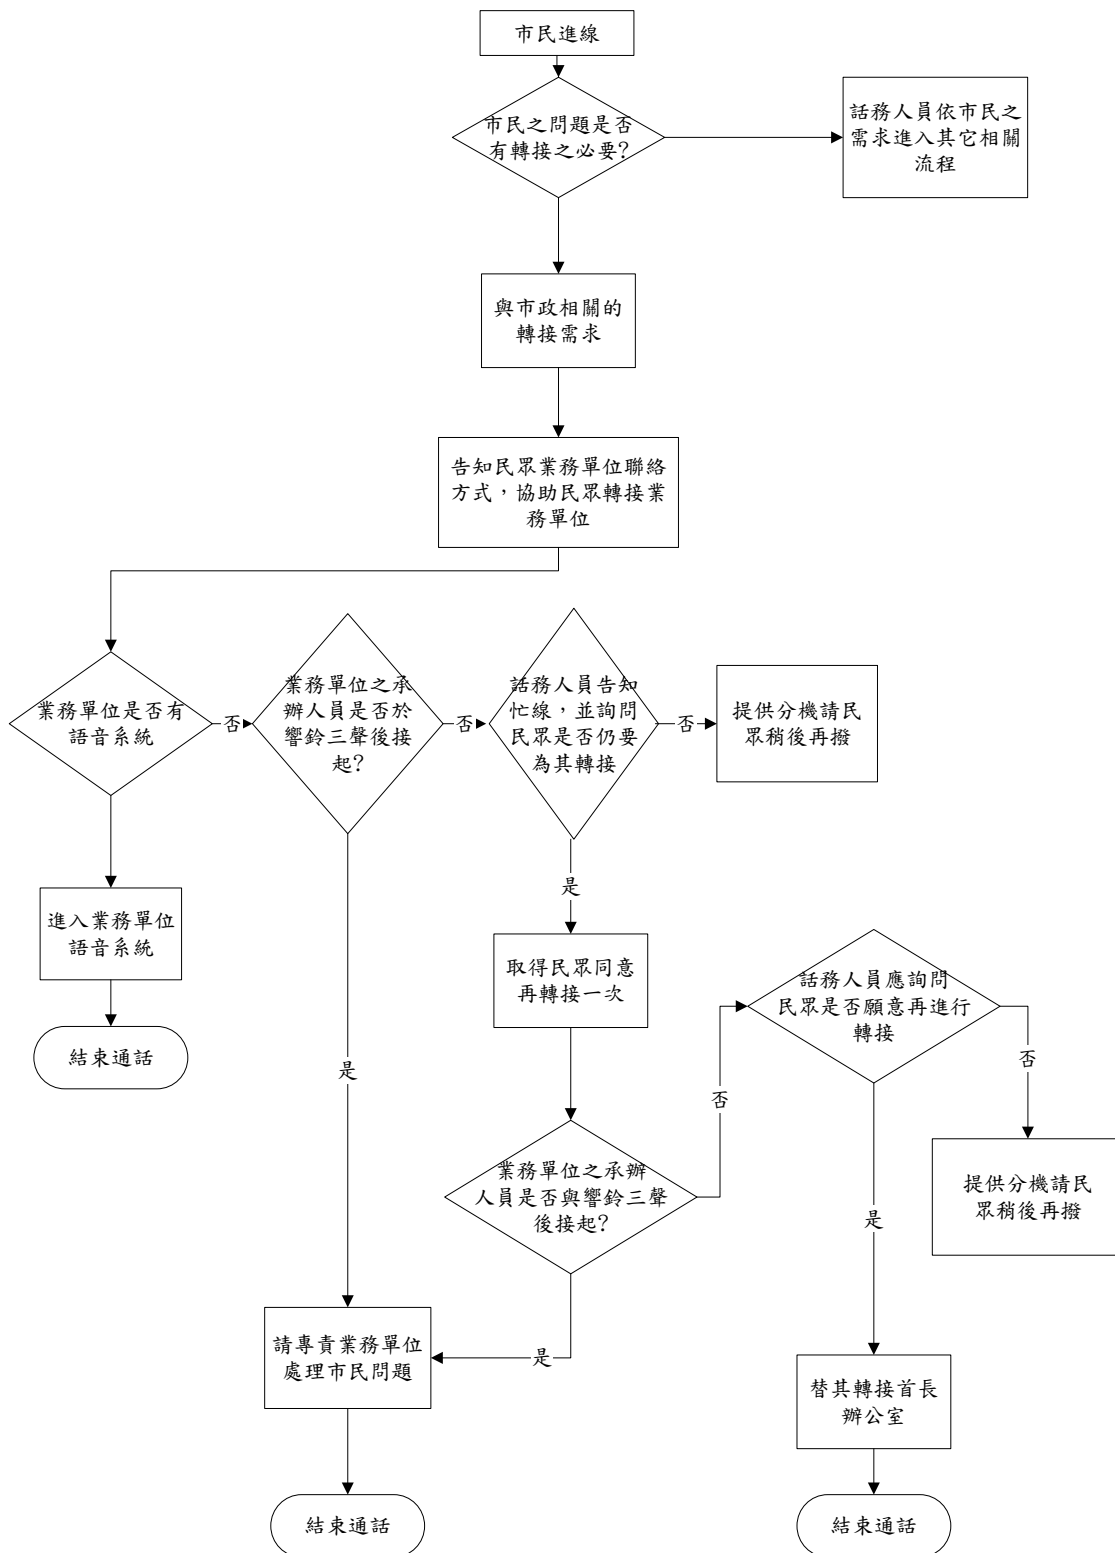 市民進線
市民之問題是否
有轉接之必要?
話務人員依市民之
需求進入其它相關
流程
與市政相關的
轉接需求
告知民眾業務單位聯絡
方式，協助民眾轉接業
務單位
業務單位是否有
語音系統
否
業務單位之承
辦人員是否於
響鈴三聲後接
起?
否
話務人員告知
忙線，並詢問
民眾是否仍要
為其轉接
否
提供分機請民
眾稍後再撥
進入業務單位
語音系統
結束通話
是
是
取得民眾同意
再轉接一次
業務單位之承辦
人員是否與響鈴三聲
後接起?
否
話務人員應詢問
民眾是否願意再進行
轉接
否
提供分機請民
眾稍後再撥
是
是
請專責業務單位
處理市民問題
結束通話
替其轉接首長
辦公室
結束通話